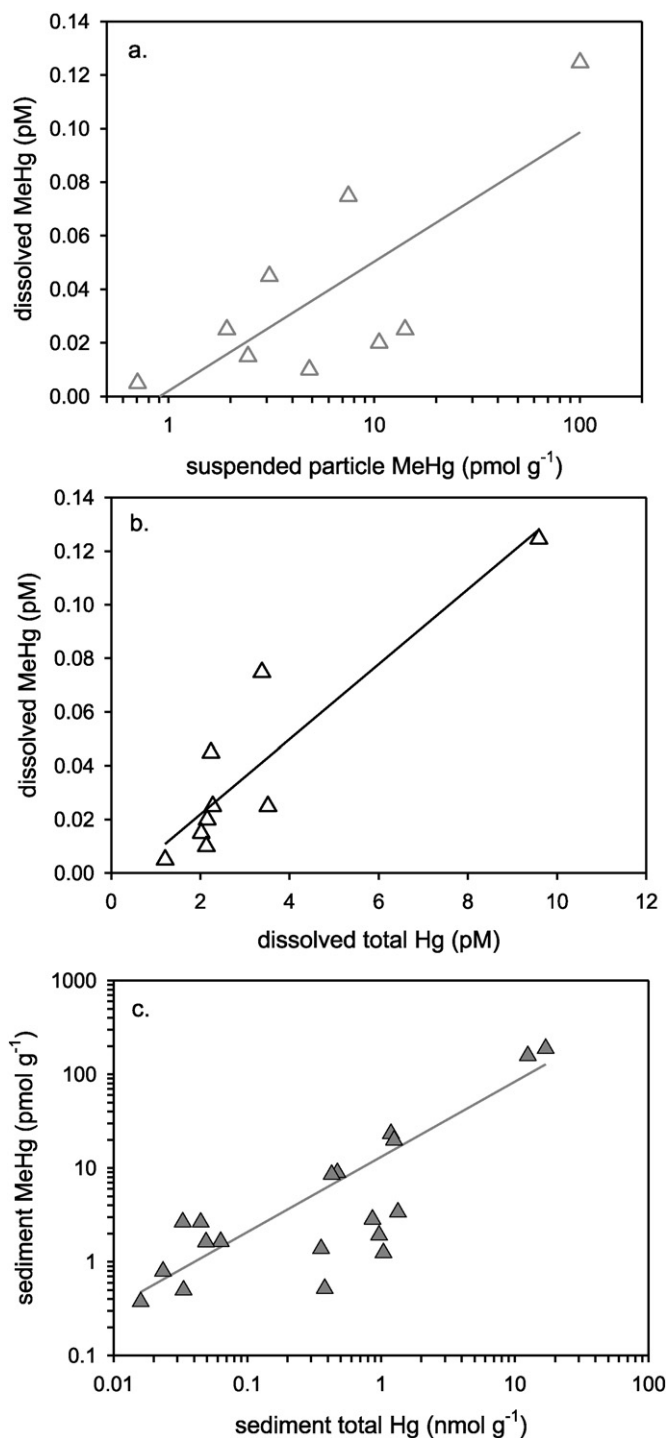 a.
0.14
0.12
0.10
0.08
0.06
0.04
0.02
0.00
dissolved MeHg (pM)
1 10 100
suspended particle MeHg (pmol g⁻¹)
b.
0.14
0.12
0.10
0.08
0.06
0.04
0.02
0.00
dissolved MeHg (pM)
0 2 4 6 8 10 12
dissolved total Hg (pM)
c.
1000
100
10
1
0.1
sediment MeHg (pmol g⁻¹)
0.01 0.1 1 10 100
sediment total Hg (nmol g⁻¹)